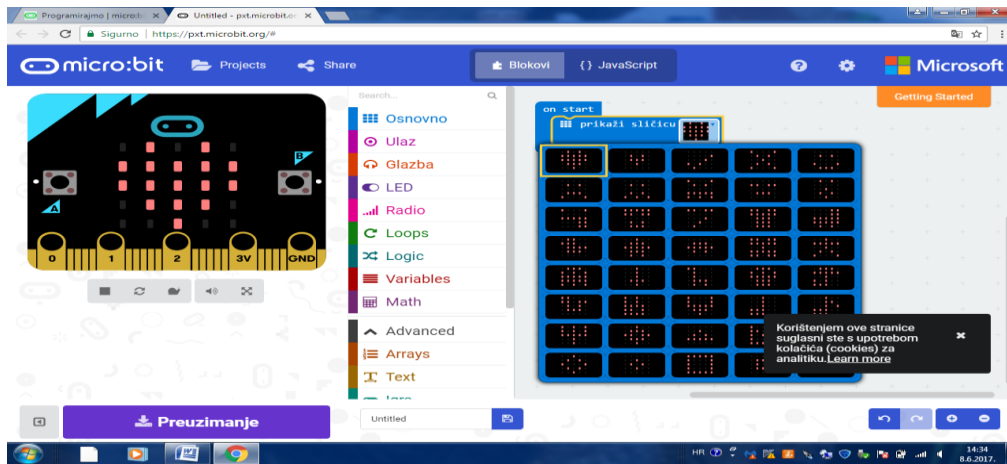 Programirajmo | micro:bi
Untitled - pxt.microbit.or
Sigurno | https://pxt.microbit.org/#
micro:bit Projects Share Blokovi {} JavaScript ? Microsoft
Search...
Getting Started
on start
prikaži sličicu
Osnovno
Ulaz
Glazba
LED
Radio
Loops
Logic
Variables
Math
Advanced
Arrays
Text
B
A
0 1 2 3V GND
Korištenjem ove stranice
suglasni ste s upotrebom
kolačića (cookies) za
analitiku.Learn more
Preuzimanje
Untitled
HR
14:34
8.6.2017.